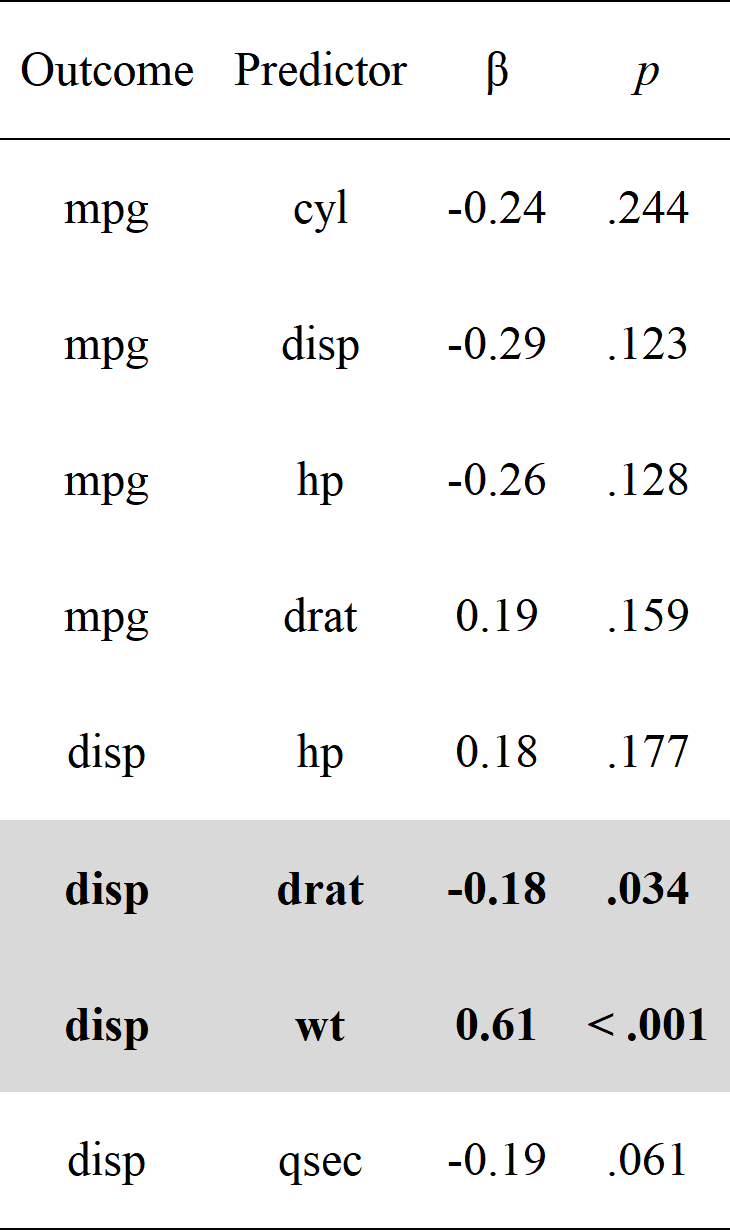 Outcome Predictor β p
mpg cyl -0.24 .244
mpg disp -0.29 .123
mpg hp -0.26 .128
mpg drat 0.19 .159
disp hp 0.18 .177
disp drat -0.18 .034
disp wt 0.61 < .001
disp qsec -0.19 .061